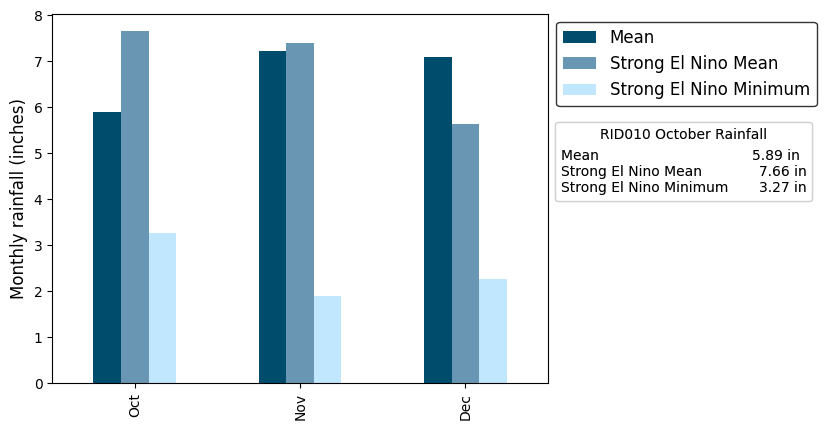 8
7
6
5
4
3
2
1
0
Monthly rainfall (inches)
Oct
Nov
Dec
Mean
Strong El Nino Mean
Strong El Nino Minimum
RID010 October Rainfall
Mean 5.89 in
Strong El Nino Mean 7.66 in
Strong El Nino Minimum 3.27 in